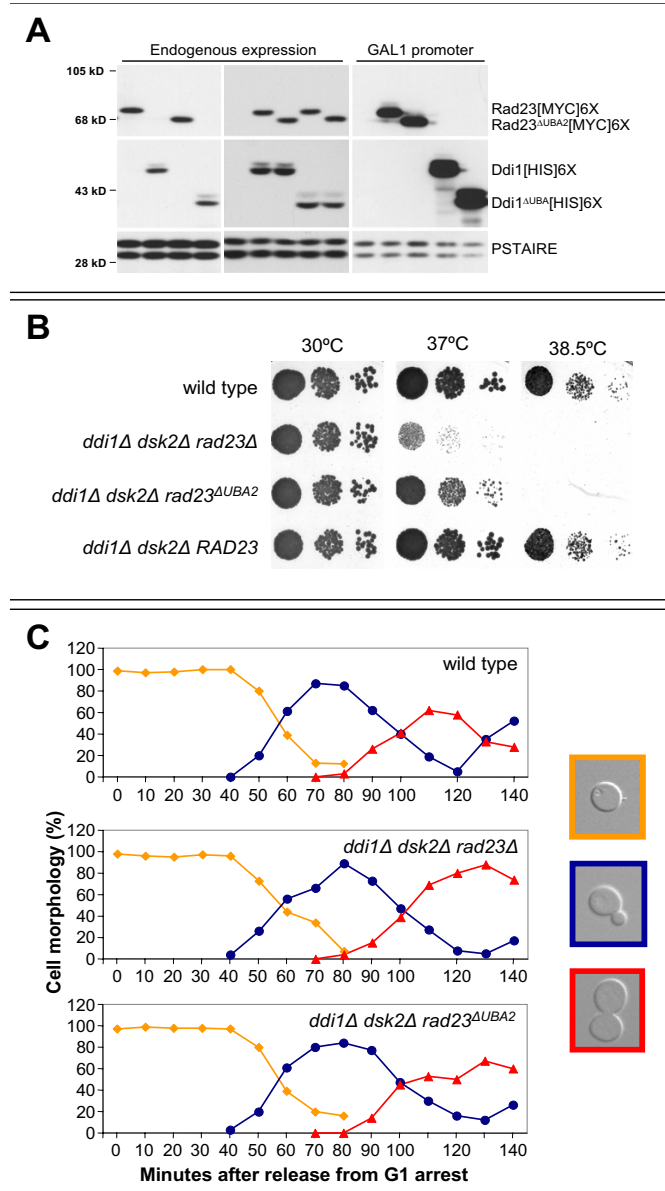 A
Endogenous expression
GAL1 promoter
105 kD
68 kD
Rad23[MYC]6X
Rad23ΔUBA2[MYC]6X
43 kD
Ddi1[HIS]6X
Ddi1ΔUBA[HIS]6X
28 kD
PSTAIRE
B
30ºC 37ºC 38.5ºC
wild type
ddi1Δ dsk2Δ rad23Δ
ddi1Δ dsk2Δ rad23ΔUBA2
ddi1Δ dsk2Δ RAD23
C
Cell morphology (%)
120
100
80
60
40
20
0
wild type
0 10 20 30 40 50 60 70 80 90 100 110 120 130 140
120
100
80
60
40
20
0
ddi1Δ dsk2Δ rad23Δ
0 10 20 30 40 50 60 70 80 90 100 110 120 130 140
120
100
80
60
40
20
0
ddi1Δ dsk2Δ rad23ΔUBA2
0 10 20 30 40 50 60 70 80 90 100 110 120 130 140
Minutes after release from G1 arrest